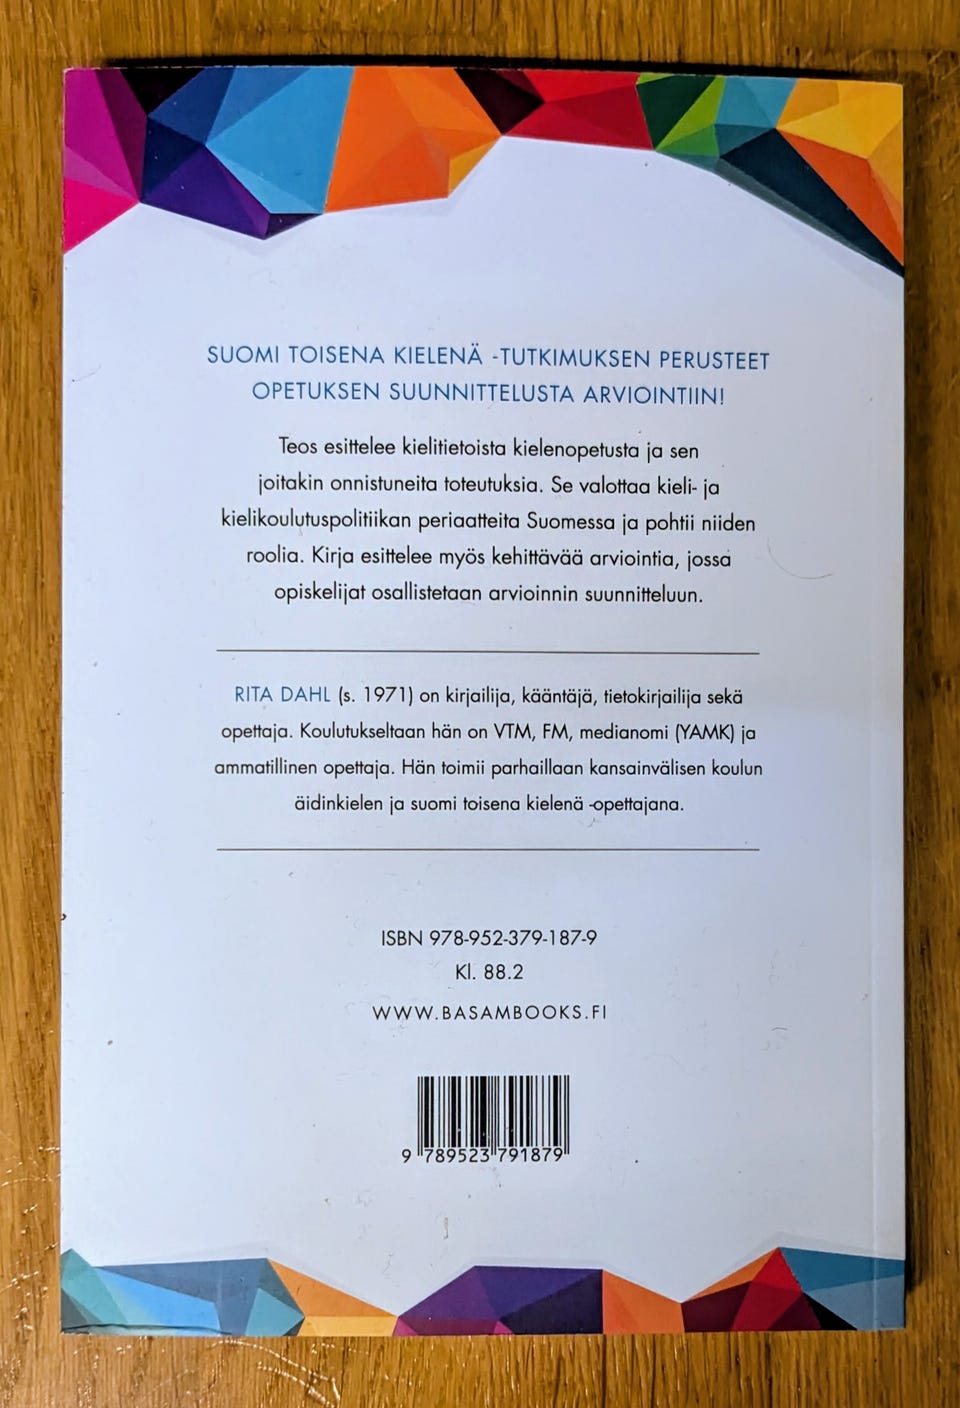 SUOMI TOISENA KIELENÄ -TUTKIMUKSEN PERUSTEET
OPETUKSEN SUUNNITTELUSTA ARVIOINTIIN!
Teos esittelee kielitietoista kielenopetusta ja sen
joitakin onnistuneita toteutuksia. Se valottaa kieli- ja
kielikoulutuspolitiikan periaatteita Suomessa ja pohtii niiden
roolia. Kirja esittelee myös kehittävää arviointia, jossa
opiskelijat osallistetaan arvioinnin suunnitteluun.
RITA DAHL (s. 1971) on kirjailija, kääntäjä, tietokirjailija sekä
opettaja. Koulutukseltaan hän on VTM, FM, medianomi (YAMK) ja
ammatillinen opettaja. Hän toimii parhaillaan kansainvälisen koulun
äidinkielen ja suomi toisena kielenä -opettajana.
ISBN 978-952-379-187-9
Kl. 88.2
WWW.BASAMBOOKS.FI
9 789523 791879